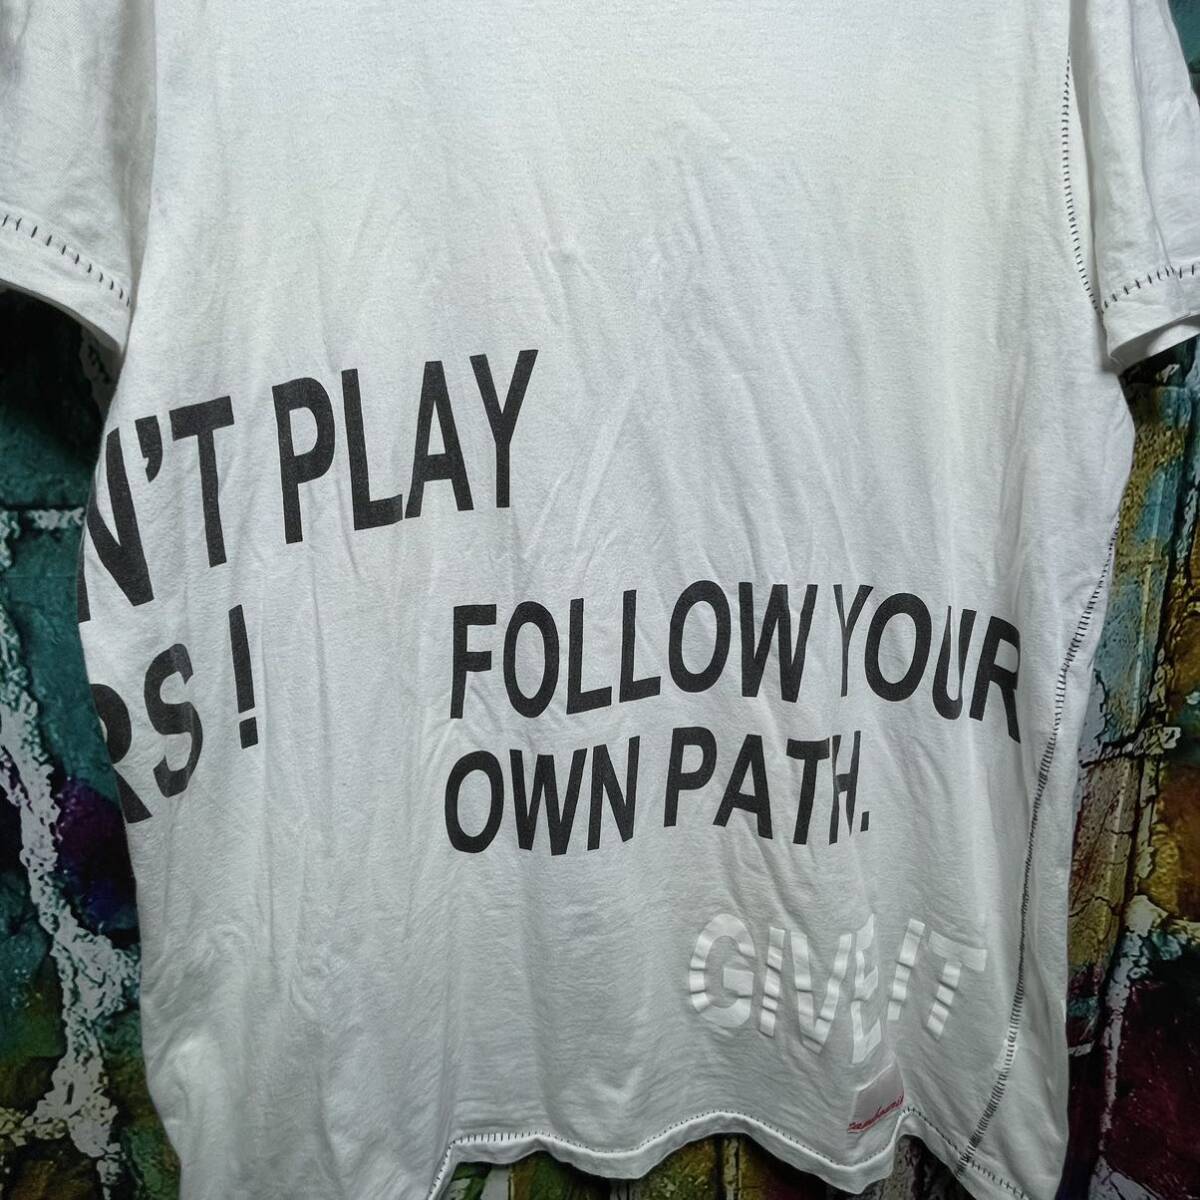 N'T PLAY
RS !
FOLLOW YOUR
OWN PATH.
GIVE IT